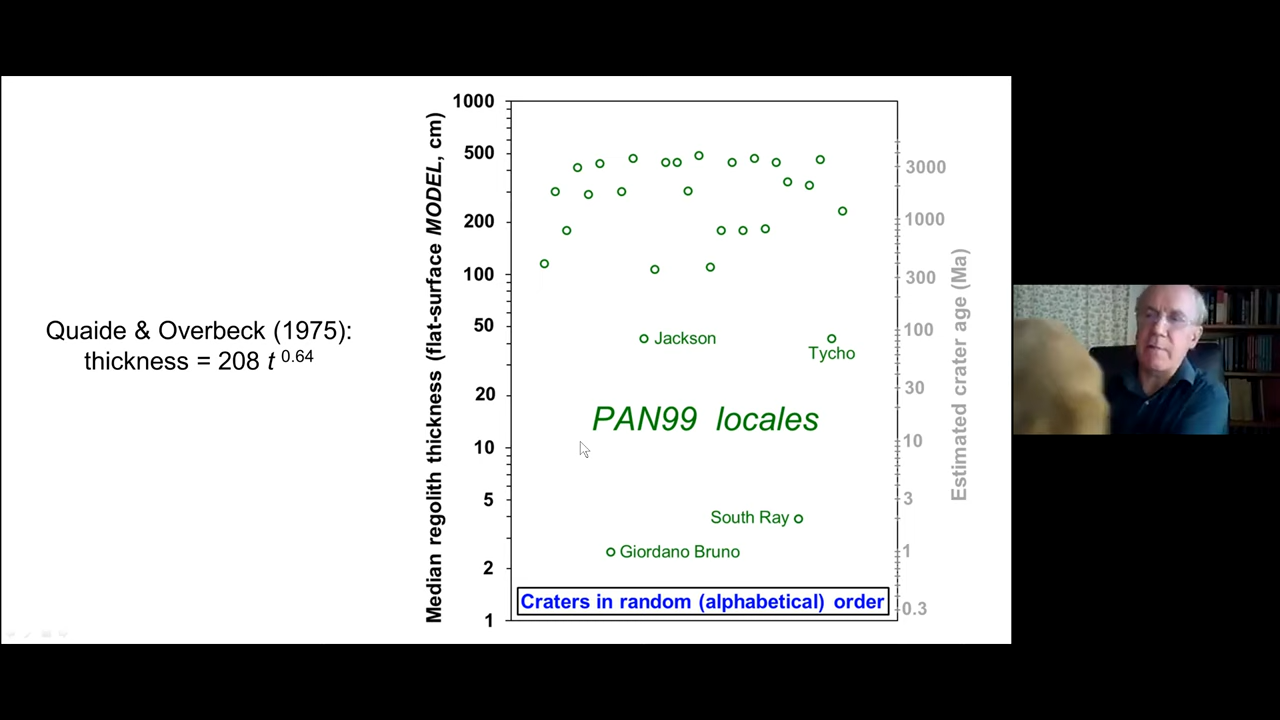 Quaide & Overbeck (1975):
thickness = 208 t 0.64
Median regolith thickness (flat-surface MODEL, cm)
1000
500
200
100
50
20
10
5
2
1
Jackson
Tycho
PAN99 locales
South Ray
Giordano Bruno
Craters in random (alphabetical) order
3000
1000
300
100
30
10
3
1
0.3
Estimated crater age (Ma)